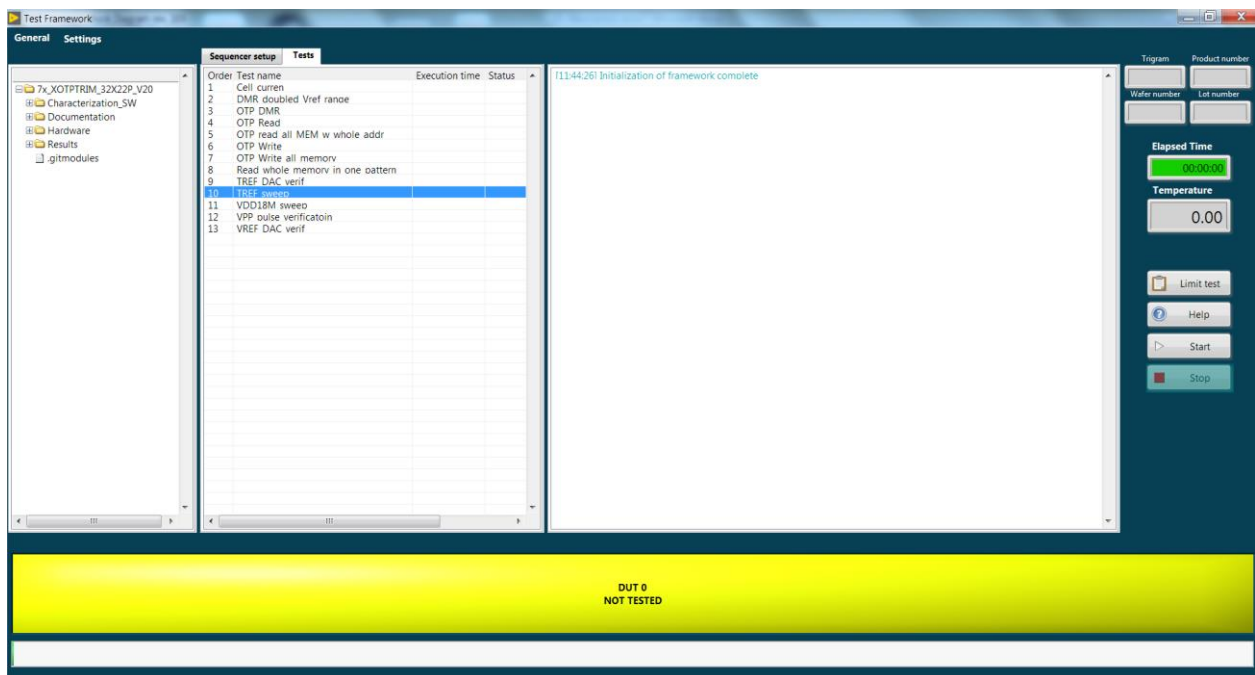 Test Framework
General Settings
Sequencer setup Tests
Trigram Product number
Wafer number Lot number
7x_XOTPTRIM_32X22P_V20
Characterization_SW
Documentation
Hardware
Results
.gitmodules
Order Test name Execution time Status
1 Cell curren
2 DMR doubled Vref range
3 OTP DMR
4 OTP Read
5 OTP read all MEM w whole addr
6 OTP Write
7 OTP Write all memory
8 Read whole memory in one pattern
9 TREF DAC verif
10 TREF sweep
11 VDD18M sweep
12 VPP pulse verificatoin
13 VREF DAC verif
[11:44:26] Initialization of framework complete
Elapsed Time
00:00:00
Temperature
0.00
Limit test
Help
Start
Stop
DUT 0
NOT TESTED